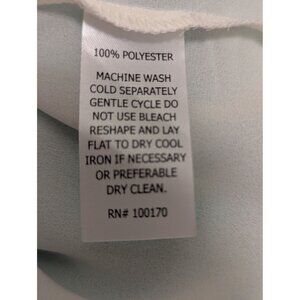 100% POLYESTER
MACHINE WASH
COLD SEPARATELY
GENTLE CYCLE DO
NOT USE BLEACH
RESHAPE AND LAY
FLAT TO DRY COOL
IRON IF NECESSARY
OR PREFERABLE
DRY CLEAN.
RN# 100170